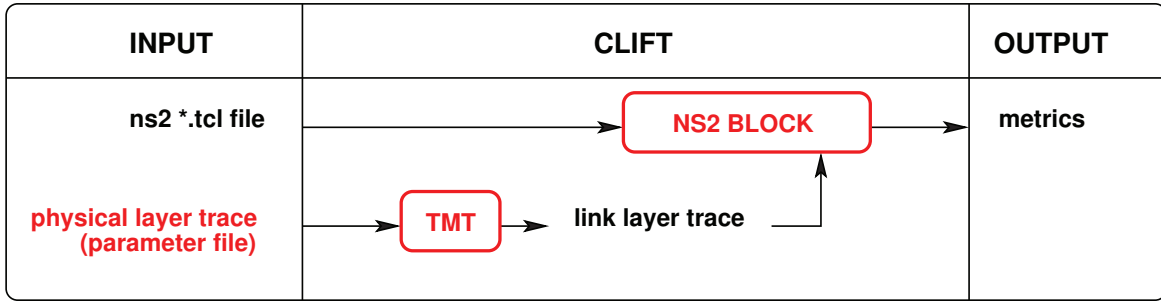 INPUT
CLIFT
OUTPUT
ns2 *.tcl file
NS2 BLOCK
metrics
physical layer trace
(parameter file)
TMT
link layer trace